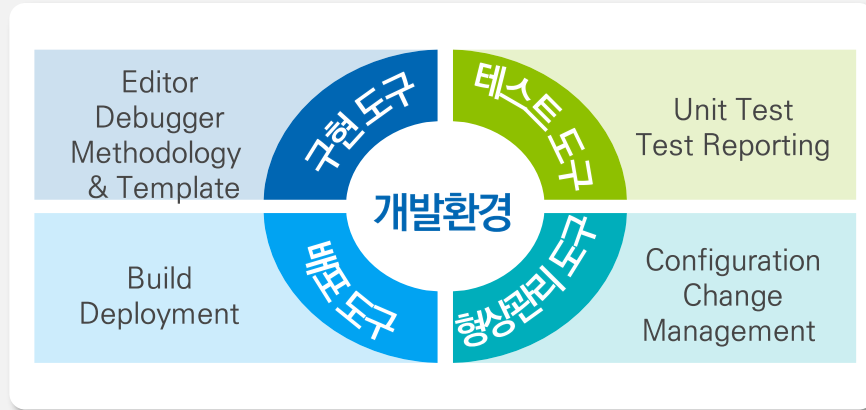 Editor
Debugger
Methodology
& Template
구현 도구
테스트 도구
Unit Test
Test Reporting
개발환경
Build
Deployment
배포 도구
형상관리 도구
Configuration
Change
Management